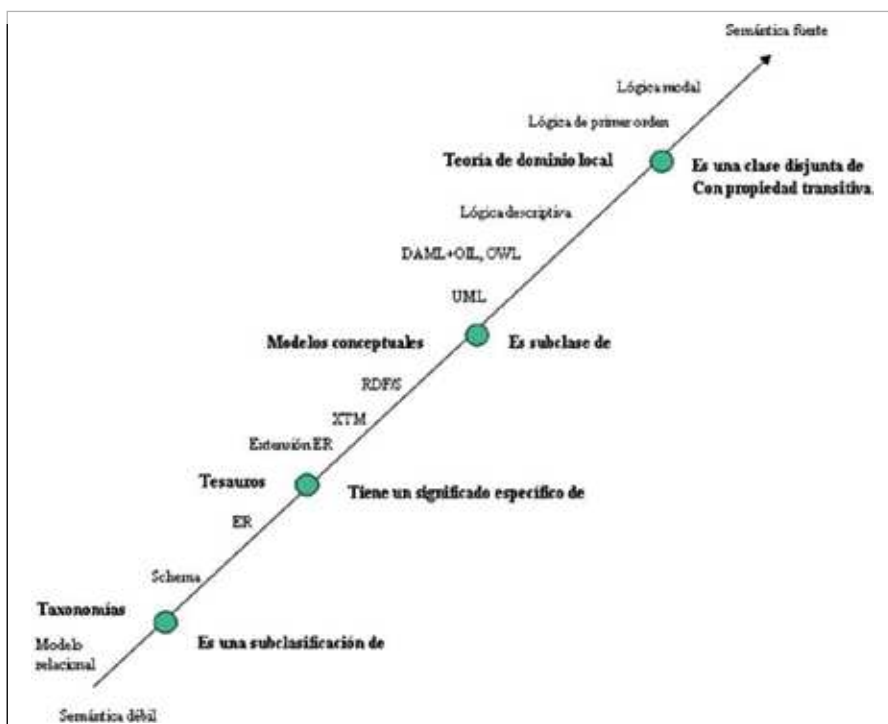 Semántica fuerte
Lógica modal
Lógica de primer orden
Teoría de dominio local
Es una clase disjunta de
Con propiedad transitiva.
Lógica descriptiva
DAML+OIL, OWL
UML
Modelos conceptuales
Es subclase de
RDF/S
XTM
Extensión ER
Tesauros
Tiene un significado específico de
ER
Schema
Taxonomías
Es una subclasificación de
Modelo
relacional
Semántica débil